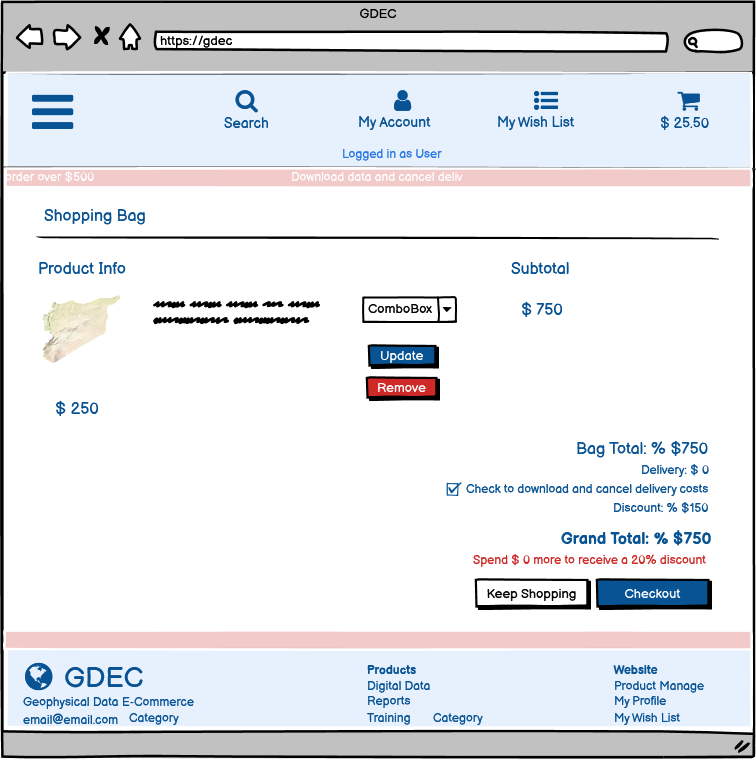 GDEC
https://gdec
Search
My Account
My Wish List
$ 25.50
Logged in as User
order over $500 Download data and cancel deliv
Shopping Bag
Product Info Subtotal
ComboBox
$ 750
Update
Remove
$ 250
Bag Total: % $750
Delivery: $ 0
Check to download and cancel delivery costs
Discount: % $150
Grand Total: % $750
Spend $ 0 more to receive a 20% discount
Keep Shopping Checkout
GDEC
Geophysical Data E-Commerce
email@email.com Category
Products
Digital Data
Reports
Training Category
Website
Product Manage
My Profile
My Wish List